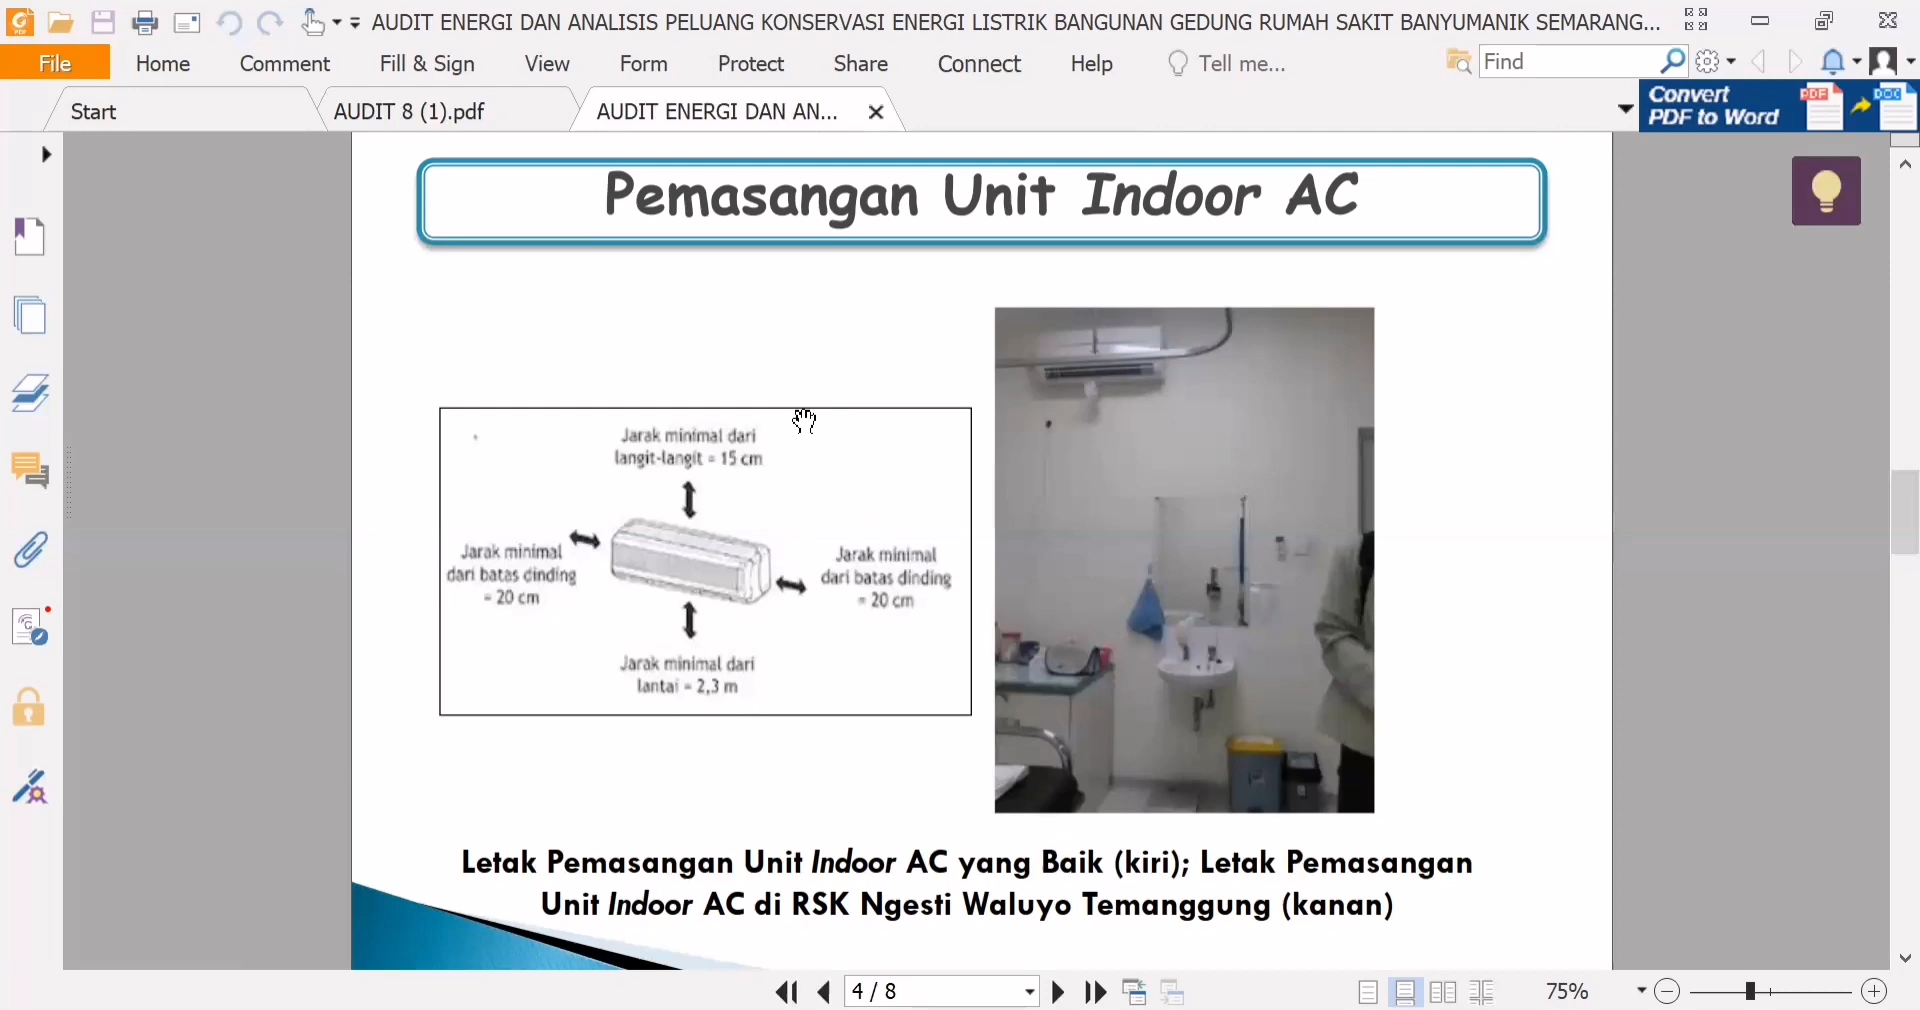 AUDIT ENERGI DAN ANALISIS PELUANG KONSERVASI ENERGI LISTRIK BANGUNAN GEDUNG RUMAH SAKIT BANYUMANIK SEMARANG...
File Home Comment Fill & Sign View Form Protect Share Connect Help Tell me... Find
Start AUDIT 8 (1).pdf AUDIT ENERGI DAN AN...
Convert
PDF to Word
PDF DOC
Pemasangan Unit Indoor AC
Jarak minimal dari
langit-langit = 15 cm
Jarak minimal
dari batas dinding
= 20 cm
Jarak minimal
dari batas dinding
= 20 cm
Jarak minimal dari
lantai = 2,3 m
Letak Pemasangan Unit Indoor AC yang Baik (kiri); Letak Pemasangan
Unit Indoor AC di RSK Ngesti Waluyo Temanggung (kanan)
4 / 8 75%